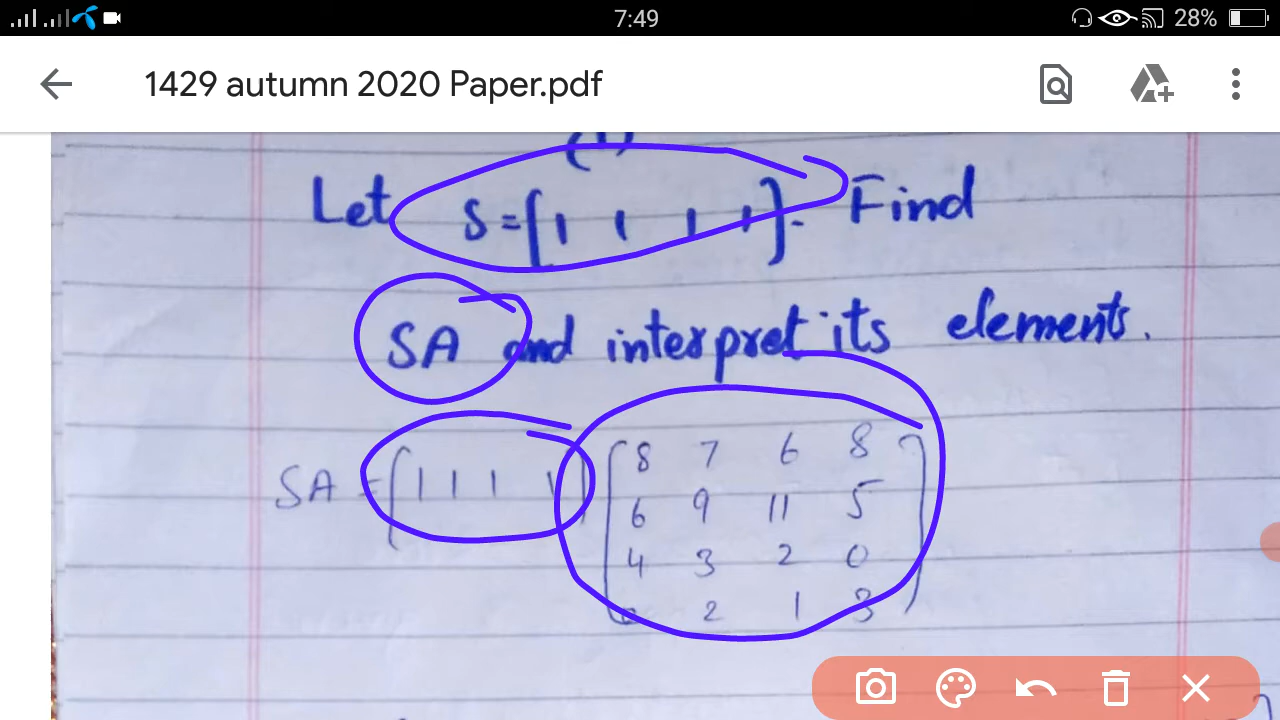 7:49
28%
1429 autumn 2020 Paper.pdf
Let S=[1 1 1 1]. Find
SA and interpret its elements.
SA = [1 1 1 1] [8 7 6 8
6 9 11 5
4 3 2 0
2 1 3]